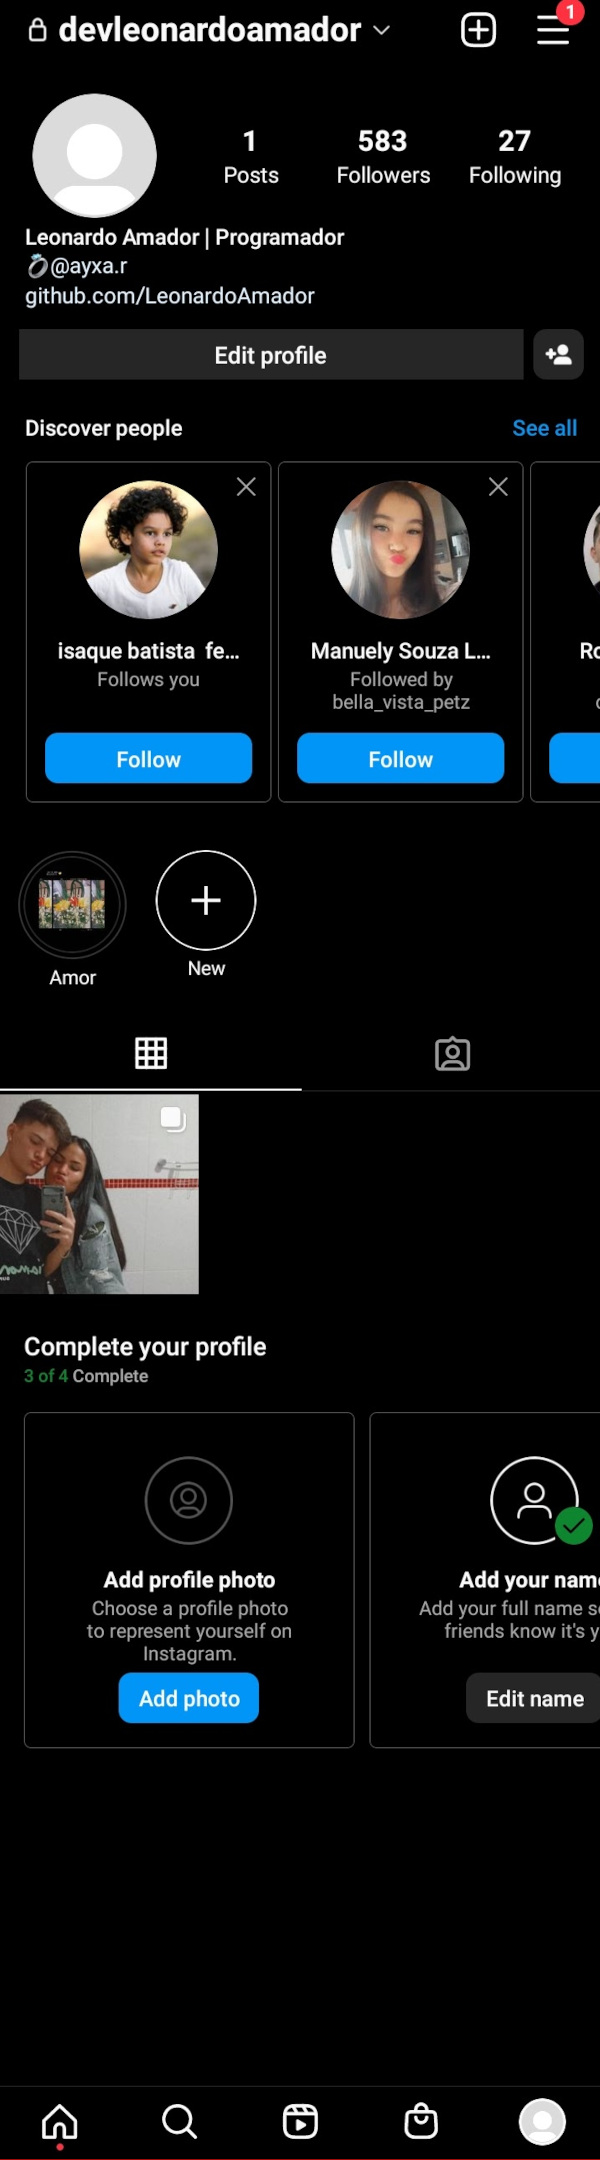 devleonardoamador
1
1
583
27
Posts
Followers
Following
Leonardo Amador | Programador
💍@ayxa.r
github.com/LeonardoAmador
Edit profile
Discover people
See all
isaque batista fe...
Manuely Souza L...
Ro
Follows you
Followed by
bella_vista_petz
Follow
Follow
Amor
New
Complete your profile
3 of 4 Complete
Add profile photo
Add your name
Choose a profile photo
Add your full name so
to represent yourself on
friends know it's y
Instagram.
Add photo
Edit name